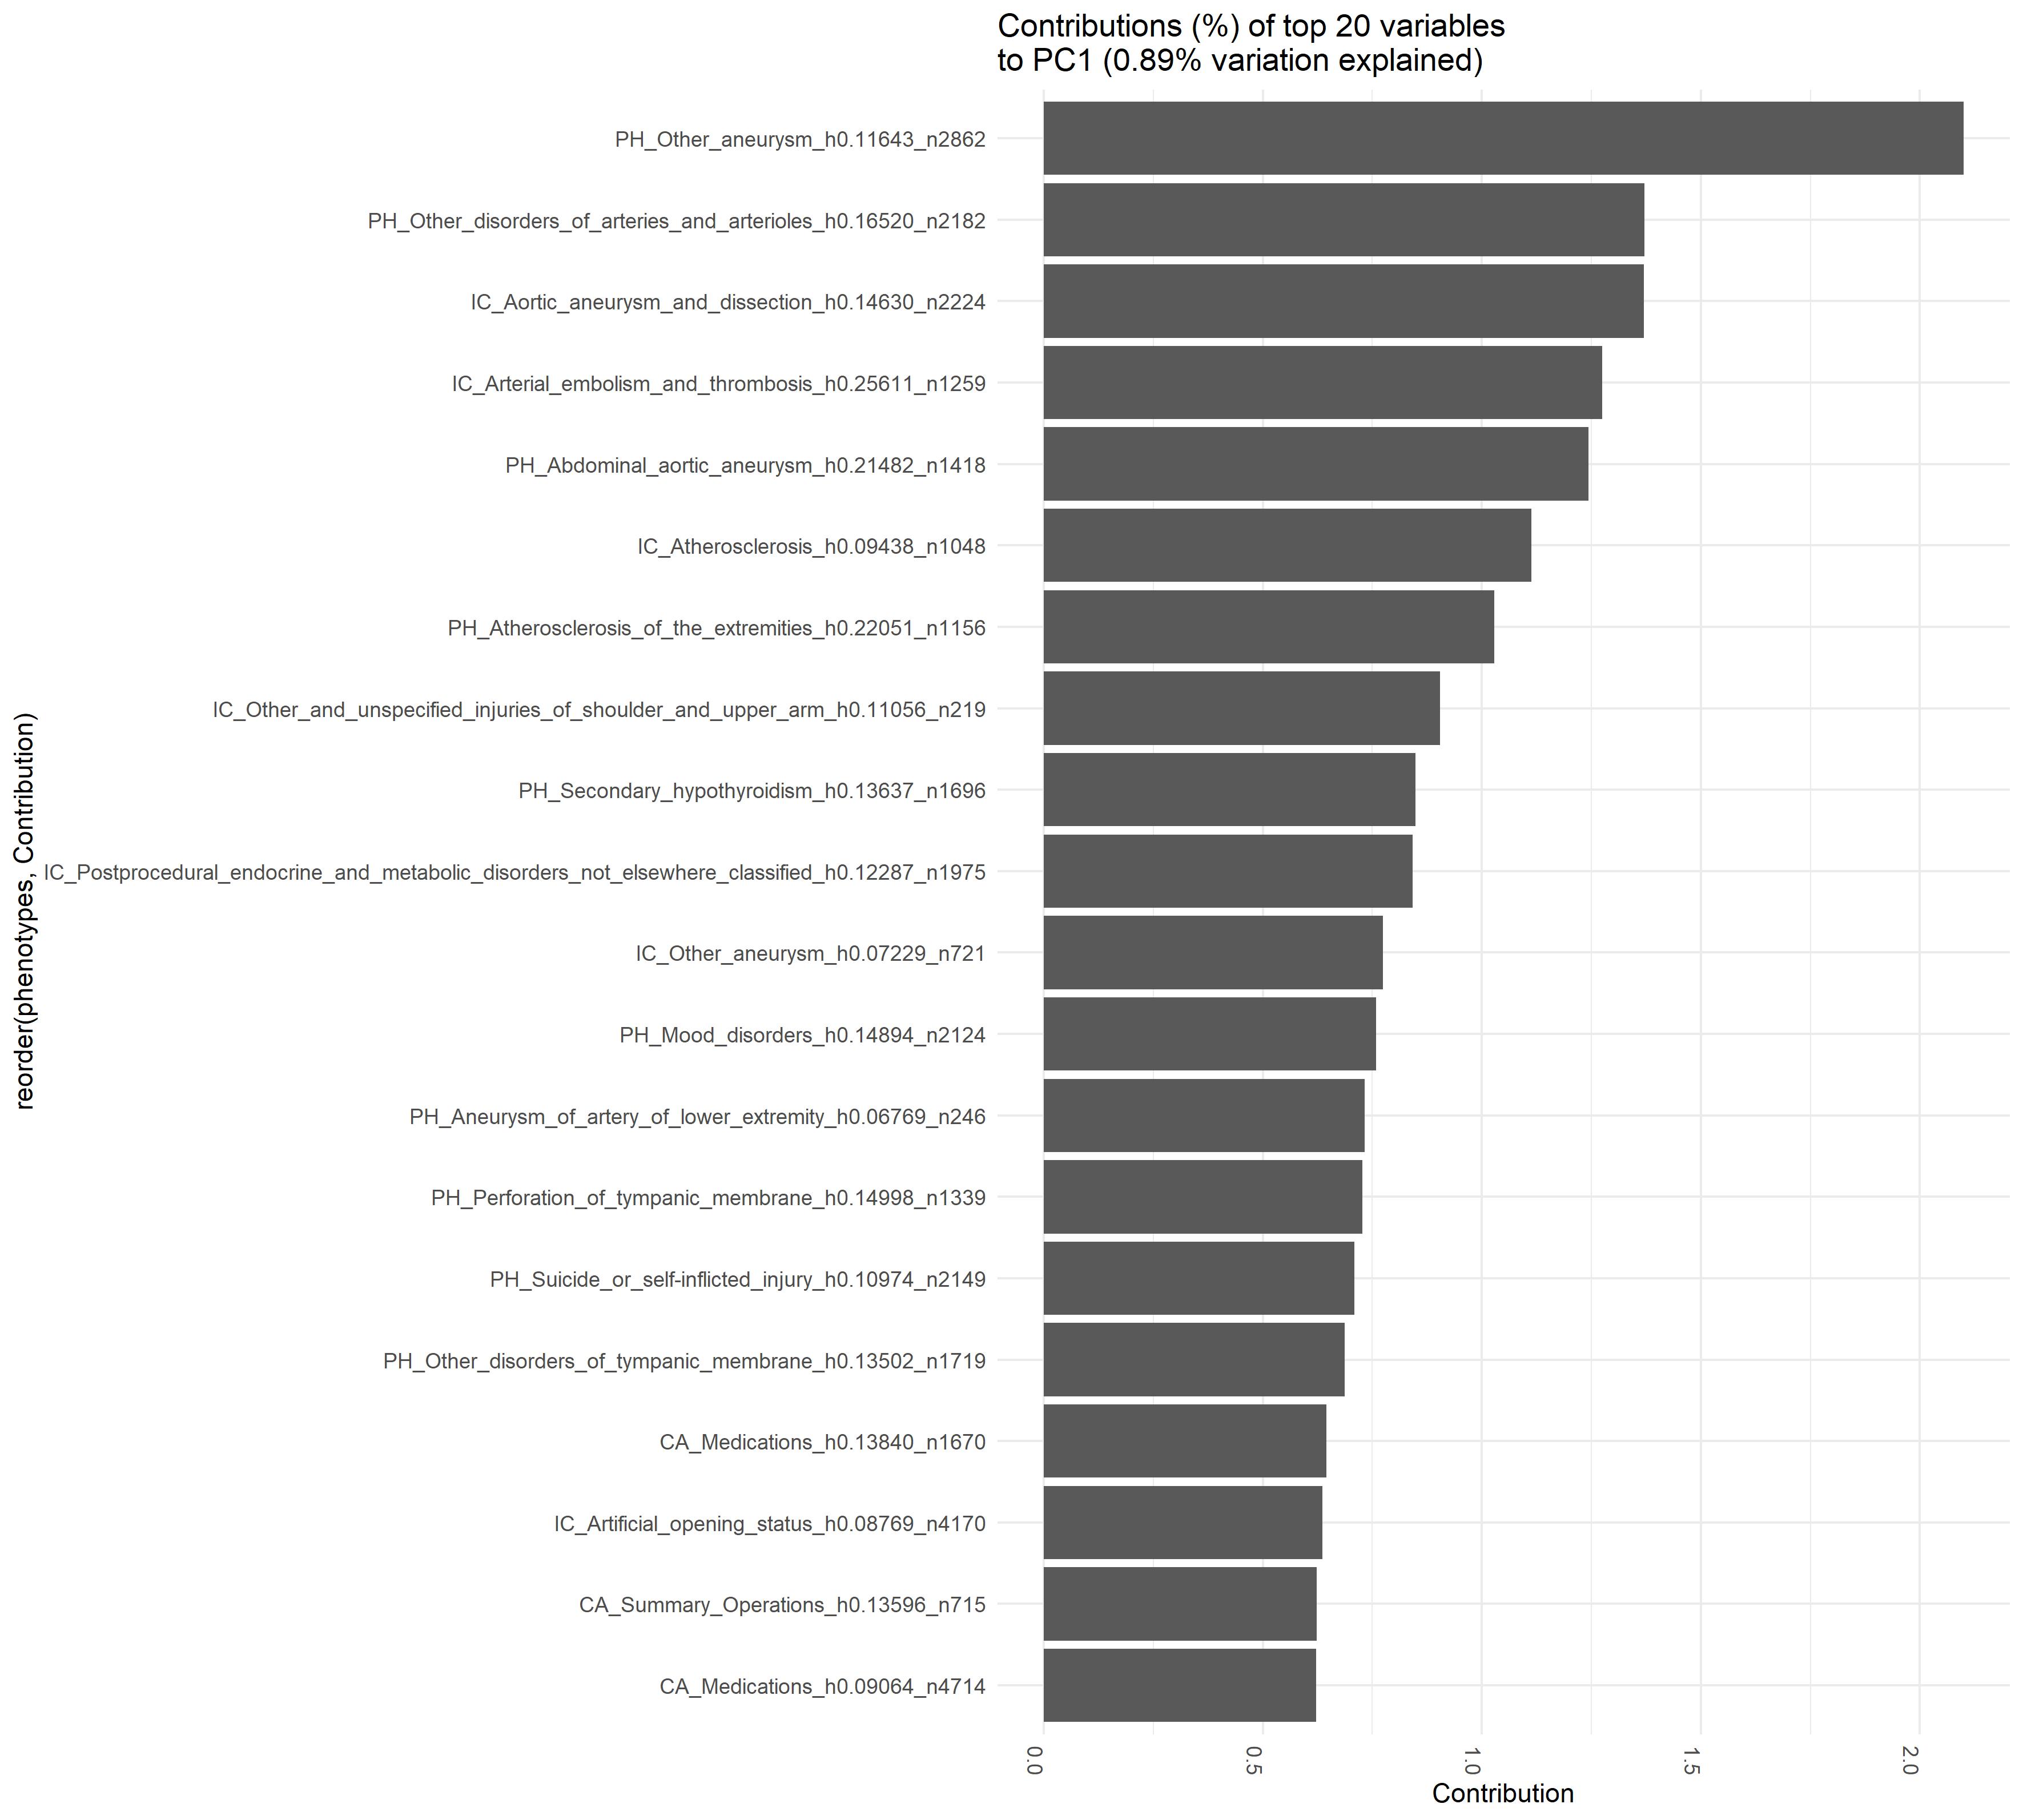 Contributions (%) of top 20 variables
to PC1 (0.89% variation explained)
PH_Other_aneurysm_h0.11643_n2862
PH_Other_disorders_of_arteries_and_arterioles_h0.16520_n2182
IC_Aortic_aneurysm_and_dissection_h0.14630_n2224
IC_Arterial_embolism_and_thrombosis_h0.25611_n1259
PH_Abdominal_aortic_aneurysm_h0.21482_n1418
IC_Atherosclerosis_h0.09438_n1048
PH_Atherosclerosis_of_the_extremities_h0.22051_n1156
IC_Other_and_unspecified_injuries_of_shoulder_and_upper_arm_h0.11056_n219
PH_Secondary_hypothyroidism_h0.13637_n1696
IC_Postprocedural_endocrine_and_metabolic_disorders_not_elsewhere_classified_h0.12287_n1975
IC_Other_aneurysm_h0.07229_n721
PH_Mood_disorders_h0.14894_n2124
PH_Aneurysm_of_artery_of_lower_extremity_h0.06769_n246
PH_Perforation_of_tympanic_membrane_h0.14998_n1339
PH_Suicide_or_self-inflicted_injury_h0.10974_n2149
PH_Other_disorders_of_tympanic_membrane_h0.13502_n1719
CA_Medications_h0.13840_n1670
IC_Artificial_opening_status_h0.08769_n4170
CA_Summary_Operations_h0.13596_n715
CA_Medications_h0.09064_n4714
reorder(phenotypes, Contribution)
0.0
0.5
1.0
1.5
2.0
Contribution